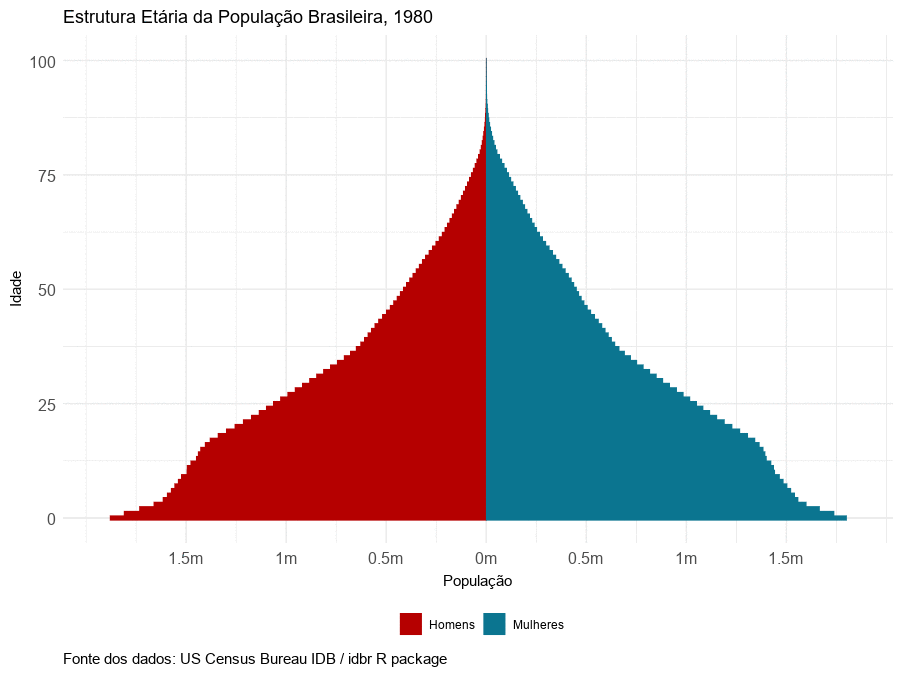 Estrutura Etária da População Brasileira, 1980
100
75
50
25
0
Idade
1.5m 1m 0.5m 0m 0.5m 1m 1.5m
População
Homens Mulheres
Fonte dos dados: US Census Bureau IDB / idbr R package